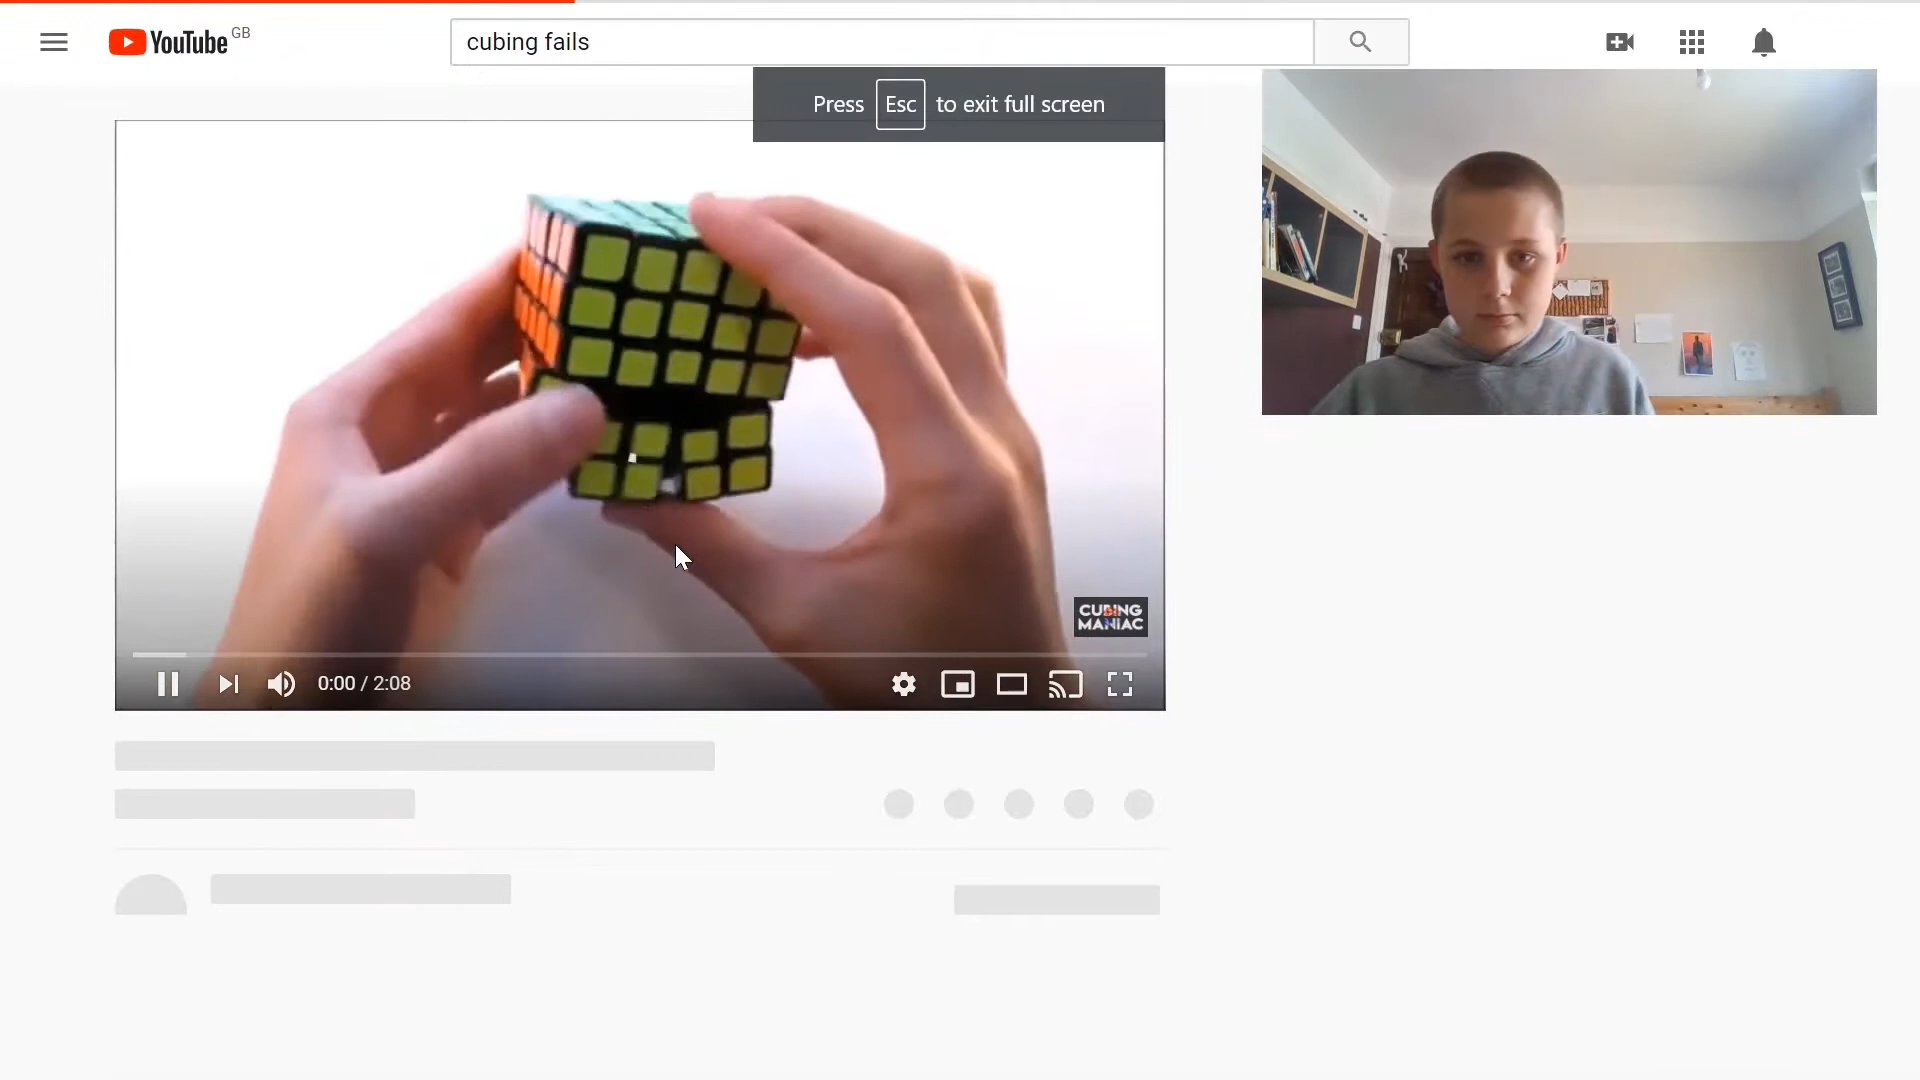 YouTube GB
cubing fails
Press Esc to exit full screen
CUBING
MANIAC
0:00 / 2:08